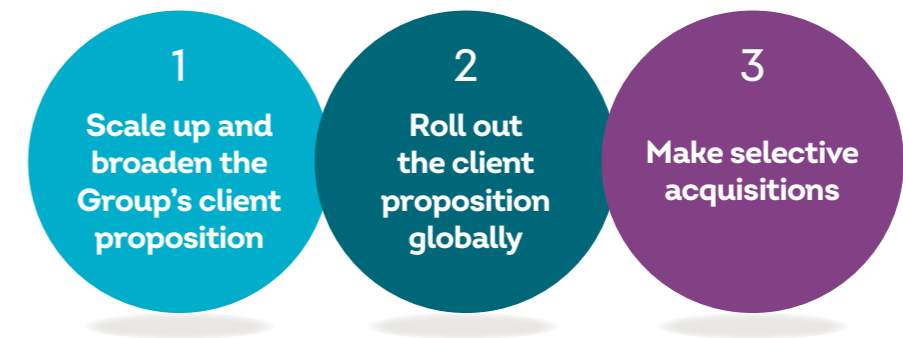 1
Scale up and
broaden the
Group’s client
proposition
2
Roll out
the client
proposition
globally
3
Make selective
acquisitions